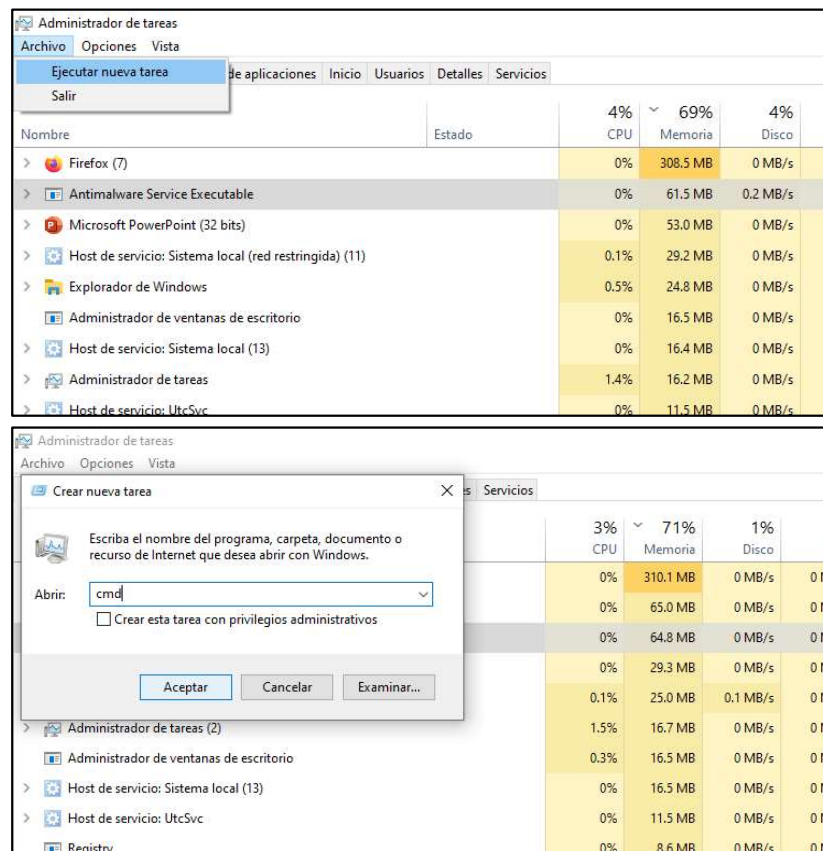 Administrador de tareas
Archivo Opciones Vista
Ejecutar nueva tarea de aplicaciones Inicio Usuarios Detalles Servicios
Salir
4% 69% 4%
Nombre Estado CPU Memoria Disco
Firefox (7) 0% 308.5 MB 0 MB/s
Antimalware Service Executable 0% 61.5 MB 0.2 MB/s
Microsoft PowerPoint (32 bits) 0% 53.0 MB 0 MB/s
Host de servicio: Sistema local (red restringida) (11) 0.1% 29.2 MB 0 MB/s
Explorador de Windows 0.5% 24.8 MB 0 MB/s
Administrador de ventanas de escritorio 0% 16.5 MB 0 MB/s
Host de servicio: Sistema local (13) 0% 16.4 MB 0 MB/s
Administrador de tareas 1.4% 16.2 MB 0 MB/s
Host de servicio: UtcSvc 0% 11.5 MB 0 MB/s
Administrador de tareas
Archivo Opciones Vista
Crear nueva tarea
Servicios
Escriba el nombre del programa, carpeta, documento o
recurso de Internet que desea abrir con Windows.
Abrir: cmd
Crear esta tarea con privilegios administrativos
Aceptar Cancelar Examinar...
3% 71% 1%
CPU Memoria Disco
0% 310.1 MB 0 MB/s
0% 65.0 MB 0 MB/s
0% 64.8 MB 0 MB/s
0% 29.3 MB 0 MB/s
0.1% 25.0 MB 0.1 MB/s
Administrador de tareas (2) 1.5% 16.7 MB 0 MB/s
Administrador de ventanas de escritorio 0.3% 16.5 MB 0 MB/s
Host de servicio: Sistema local (13) 0% 16.5 MB 0 MB/s
Host de servicio: UtcSvc 0% 11.5 MB 0 MB/s
Registry 0% 8.6 MB 0 MB/s